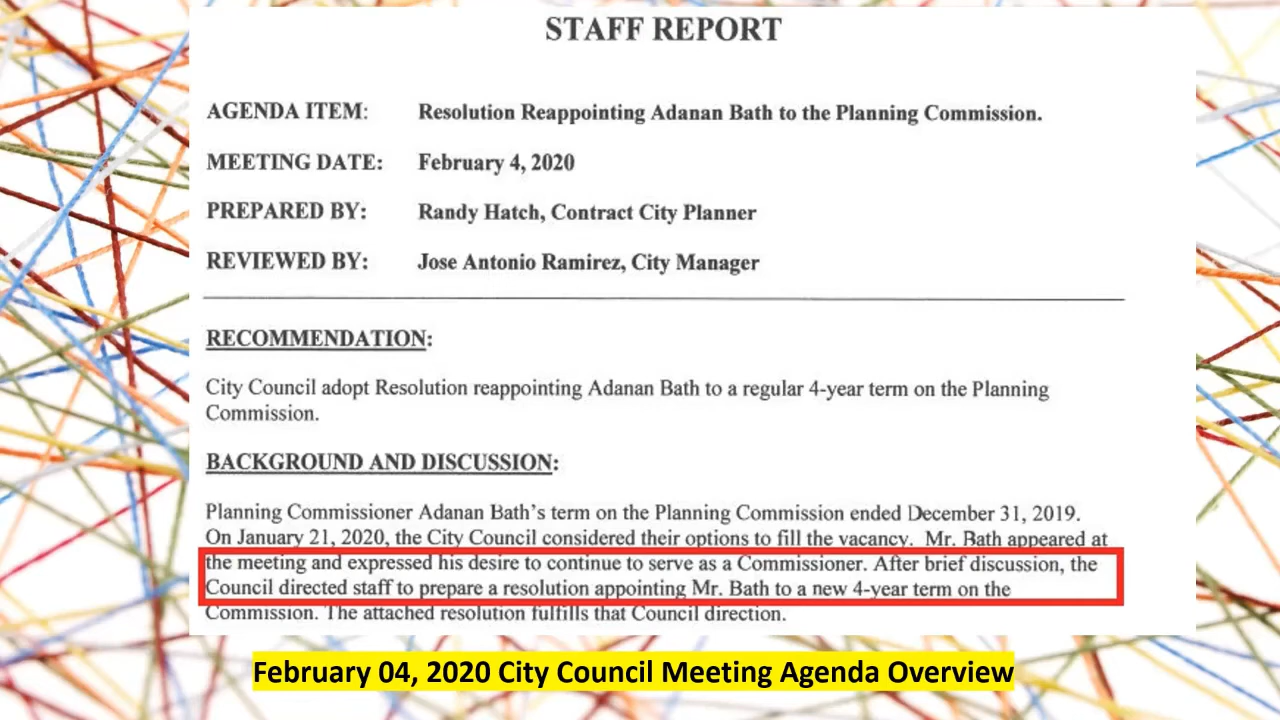 STAFF REPORT
AGENDA ITEM: Resolution Reappointing Adanan Bath to the Planning Commission.
MEETING DATE: February 4, 2020
PREPARED BY: Randy Hatch, Contract City Planner
REVIEWED BY: Jose Antonio Ramirez, City Manager
RECOMMENDATION:
City Council adopt Resolution reappointing Adanan Bath to a regular 4-year term on the Planning
Commission.
BACKGROUND AND DISCUSSION:
Planning Commissioner Adanan Bath's term on the Planning Commission ended December 31, 2019.
On January 21, 2020, the City Council considered their options to fill the vacancy. Mr. Bath appeared at
the meeting and expressed his desire to continue to serve as a Commissioner. After brief discussion, the
Council directed staff to prepare a resolution appointing Mr. Bath to a new 4-year term on the
Commission. The attached resolution fulfills that Council direction.
February 04, 2020 City Council Meeting Agenda Overview